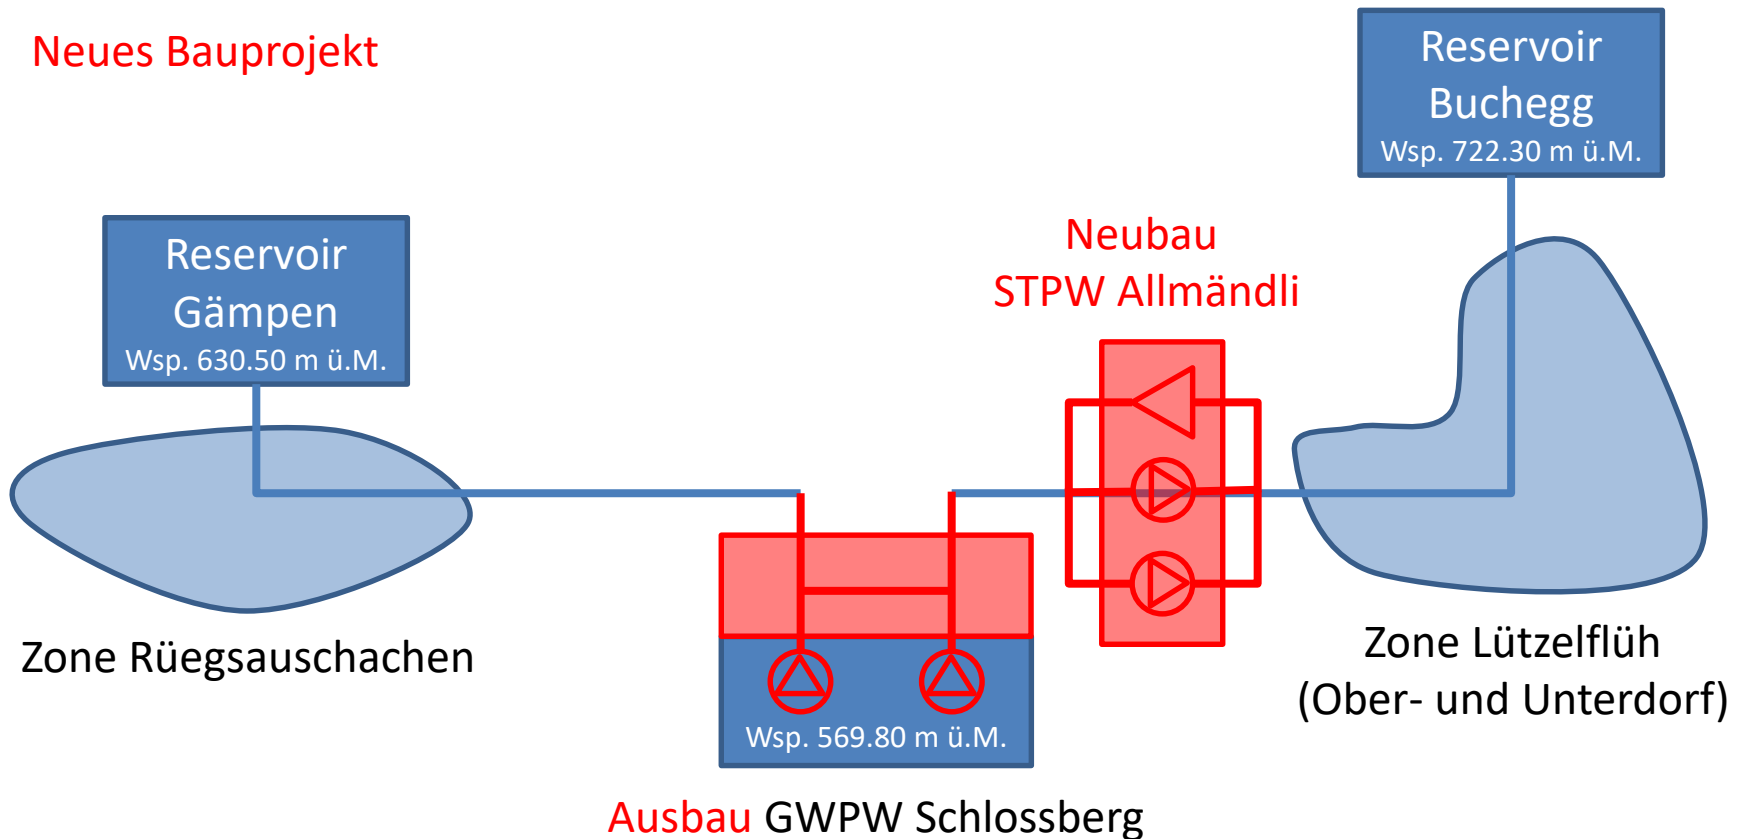 Neues Bauprojekt
Reservoir
Buchegg
Wsp. 722.30 m ü.M.
Reservoir
Gämpen
Wsp. 630.50 m ü.M.
Neubau
STPW Allmändli
Zone Rüegsauschachen
Wsp. 569.80 m ü.M.
Zone Lützelflüh
(Ober- und Unterdorf)
Ausbau GWPW Schlossberg